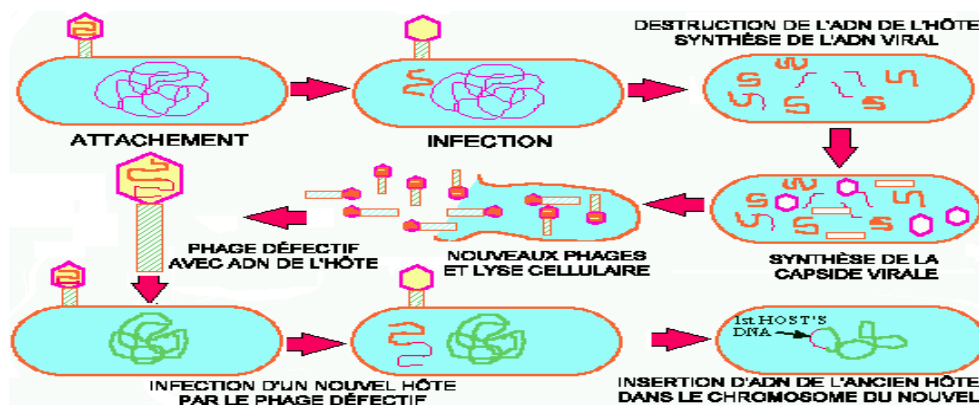 DESTRUCTION DE L'ADN DE L'HÔTE
SYNTHÈSE DE L'ADN VIRAL
ATTACHEMENT
INFECTION
SYNTHÈSE DE LA
CAPSIDE VIRALE
NOUVEAUX PHAGES
ET LYSE CELLULAIRE
PHAGE DÉFECTIF
AVEC ADN DE L'HÔTE
INFECTION D'UN NOUVEL HÔTE
PAR LE PHAGE DÉFECTIF
1st HOST'S
DNA
INSERTION D'ADN DE L'ANCIEN HÔTE
DANS LE CHROMOSOME DU NOUVEL